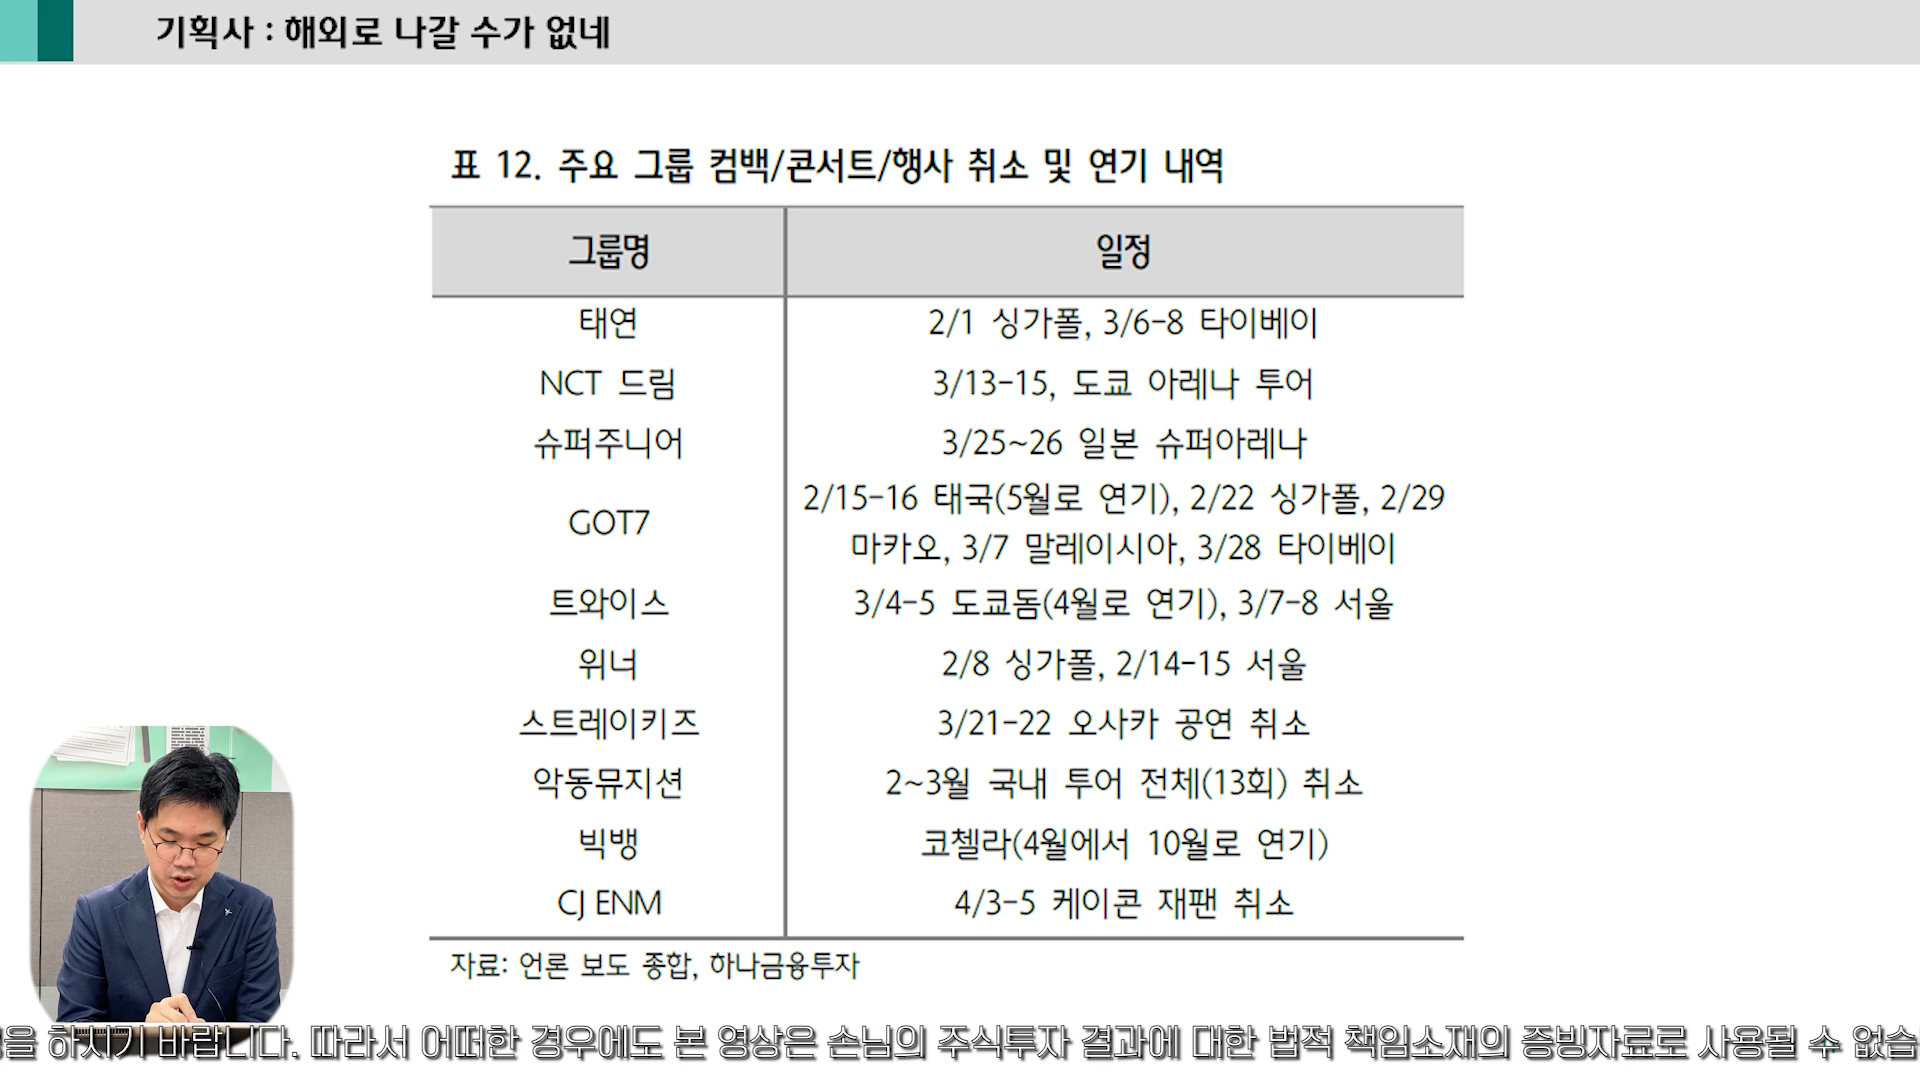 기획사 : 해외로 나갈 수가 없네
표 12. 주요 그룹 컴백/콘서트/행사 취소 및 연기 내역
그룹명 일정
태연 2/1 싱가폴, 3/6-8 타이베이
NCT 드림 3/13-15, 도쿄 아레나 투어
슈퍼주니어 3/25~26 일본 슈퍼아레나
GOT7 2/15-16 태국(5월로 연기), 2/22 싱가폴, 2/29
마카오, 3/7 말레이시아, 3/28 타이베이
트와이스 3/4-5 도쿄돔(4월로 연기), 3/7-8 서울
위너 2/8 싱가폴, 2/14-15 서울
스트레이키즈 3/21-22 오사카 공연 취소
악동뮤지션 2~3월 국내 투어 전체(13회) 취소
빅뱅 코첼라(4월에서 10월로 연기)
CJ ENM 4/3-5 케이콘 재팬 취소
자료: 언론 보도 종합, 하나금융투자
을 하시기 바랍니다. 따라서 어떠한 경우에도 본 영상은 손님의 주식투자 결과에 대한 법적 책임소재의 증빙자료로 사용될 수 없습